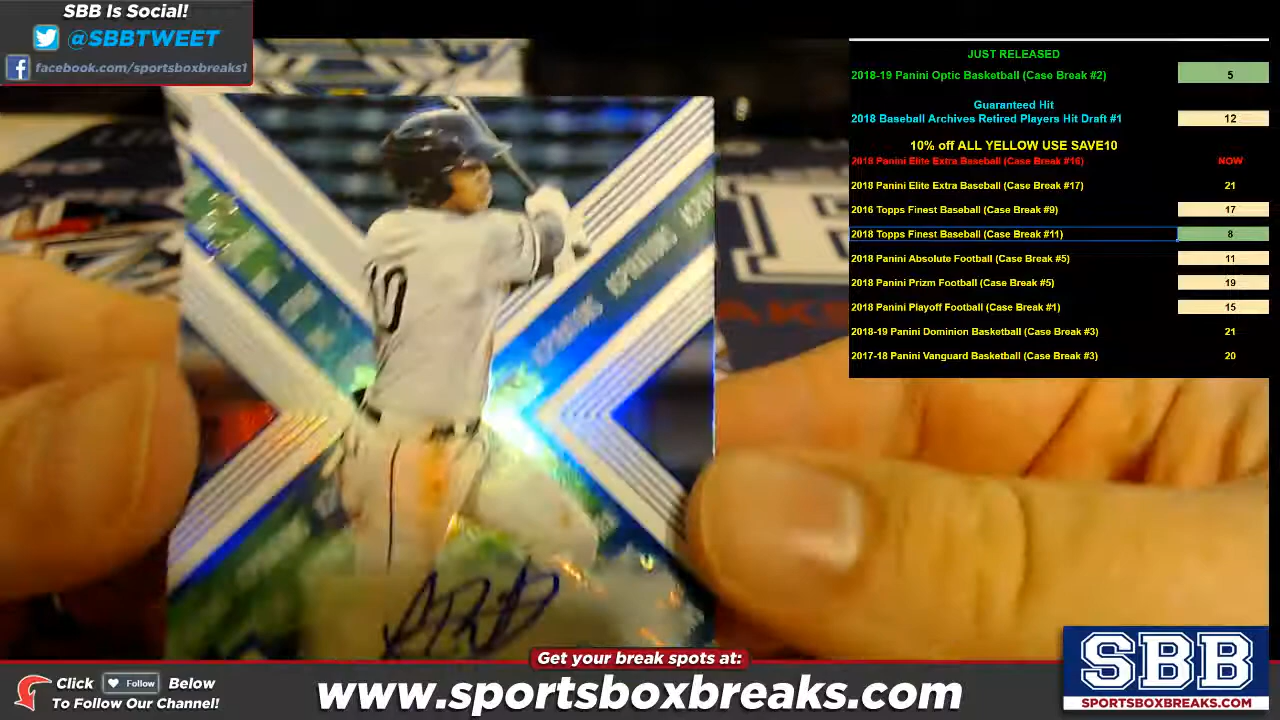 SBB Is Social!
@SBBTWEET
facebook.com/sportsboxbreaks1
JUST RELEASED
2018-19 Panini Optic Basketball (Case Break #2) 5
Guaranteed Hit
2018 Baseball Archives Retired Players Hit Draft #1 12
10% off ALL YELLOW USE SAVE10
2018 Panini Elite Extra Baseball (Case Break #16) NOW
2018 Panini Elite Extra Baseball (Case Break #17) 21
2016 Topps Finest Baseball (Case Break #9) 17
2018 Topps Finest Baseball (Case Break #11) 8
2018 Panini Absolute Football (Case Break #5) 11
2018 Panini Prizm Football (Case Break #5) 19
2018 Panini Playoff Football (Case Break #1) 15
2018-19 Panini Dominion Basketball (Case Break #3) 21
2017-18 Panini Vanguard Basketball (Case Break #3) 20
ASPIRATIONS
Get your break spots at:
Click Follow Below
To Follow Our Channel!
www.sportsboxbreaks.com
SBB
SPORTSBOXBREAKS.COM